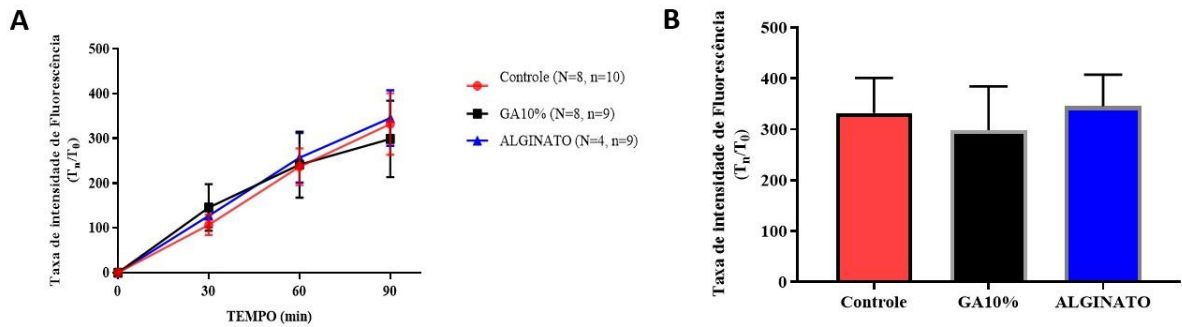 A
Taxa de intensidade de Fluorescência
(Tn/T0)
500
400
300
200
100
0
0
30
60
90
TEMPO (min)
Controle (N=8, n=10)
GA10% (N=8, n=9)
ALGINATO (N=4, n=9)
B
Taxa de intensidade de Fluorescência
(Tn/T0)
500
400
300
200
100
0
Controle
GA10%
ALGINATO